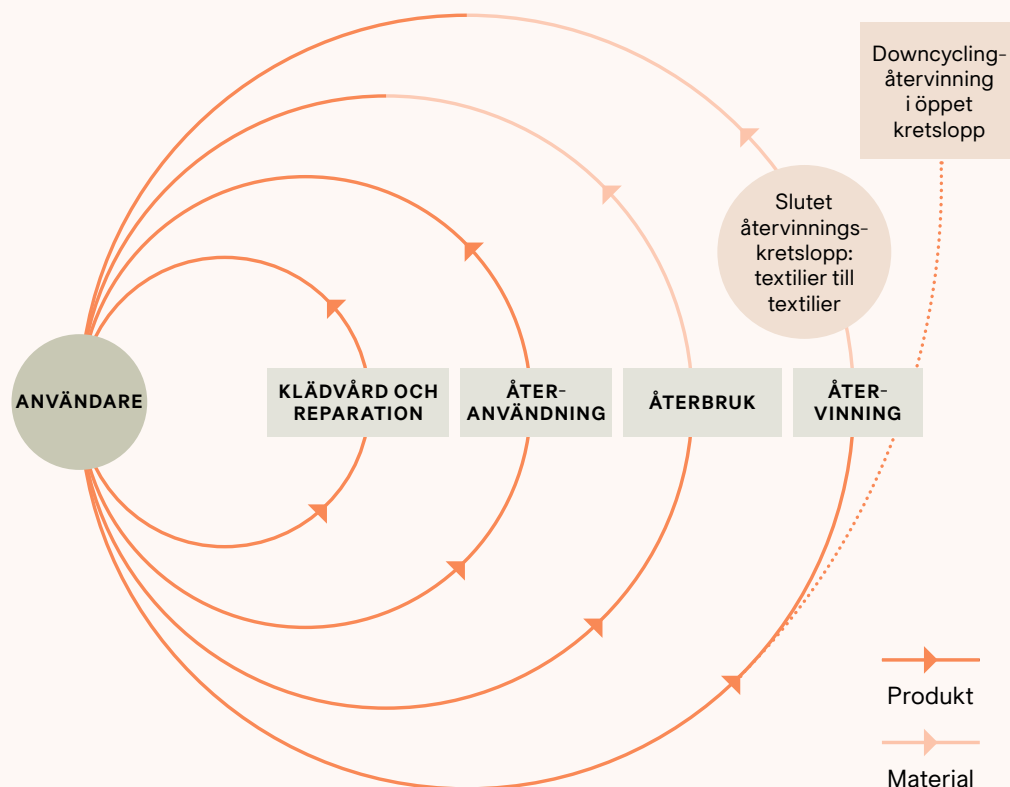 Downcycling-
återvinning
i öppet
kretslopp
Slutet
återvinnings-
kretslopp:
textilier till
textilier
ANVÄNDARE
KLÄDVÅRD OCH
REPARATION
ÅTER-
ANVÄNDNING
ÅTERBRUK
ÅTER-
VINNING
Produkt
Material